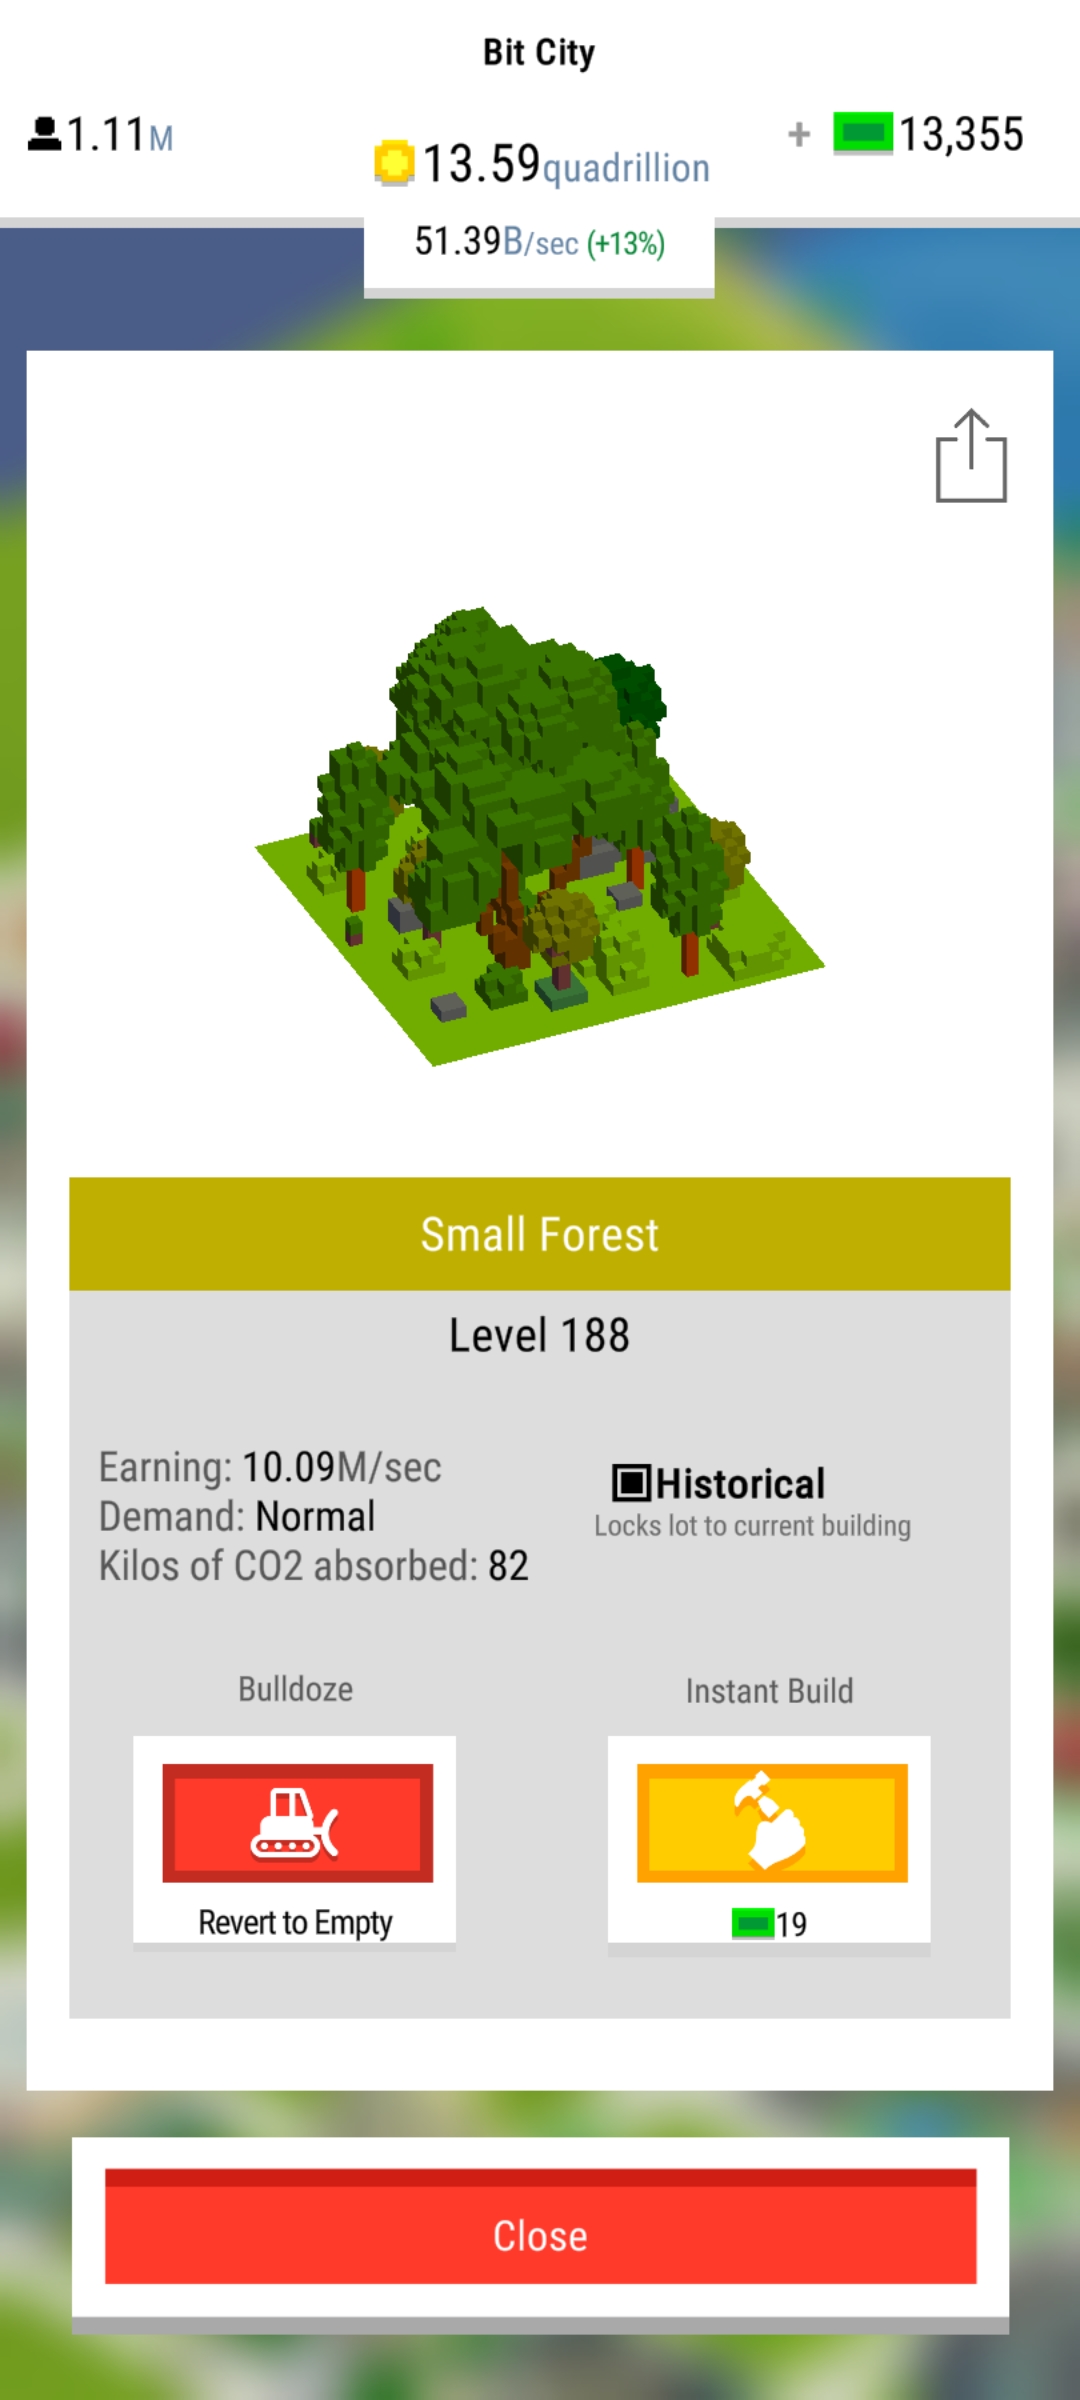 Bit City
1.11M
13.59quadrillion
+ 13,355
51.39B/sec (+13%)
Small Forest
Level 188
Earning: 10.09M/sec
Demand: Normal
Kilos of CO2 absorbed: 82
Historical
Locks lot to current building
Bulldoze
Instant Build
Revert to Empty
19
Close